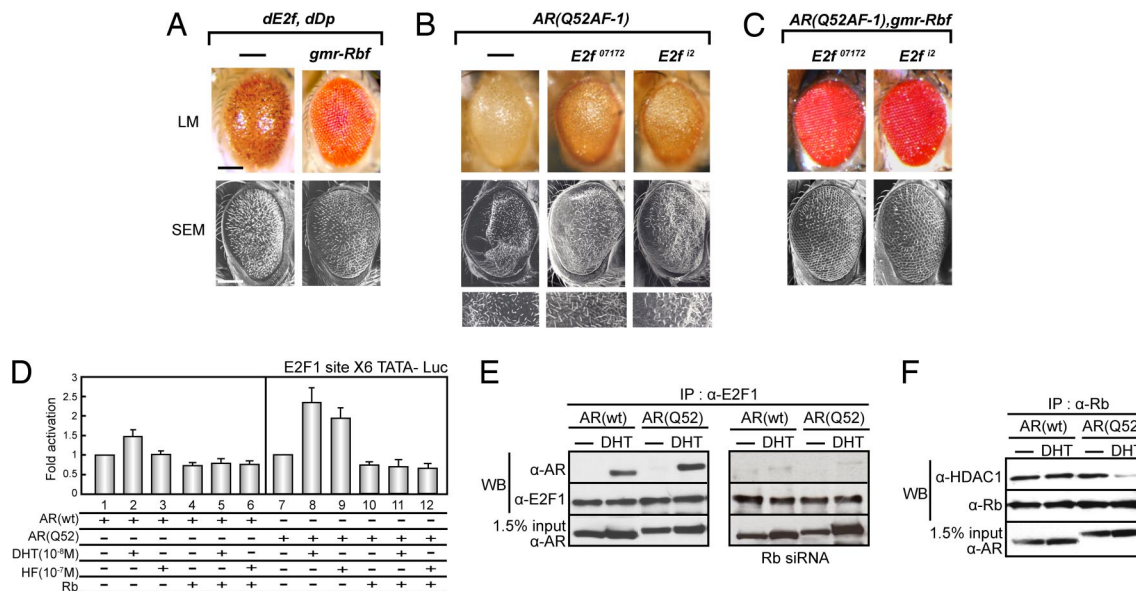 A
dE2f, dDp
—
gmr-Rbf
LM
SEM
B
AR(Q52AF-1)
—
E2f 07172
E2f i2
C
AR(Q52AF-1),gmr-Rbf
E2f 07172
E2f i2
D
E2F1 site X6 TATA- Luc
Fold activation
3
2.5
2
1.5
1
0.5
0
1 2 3 4 5 6 7 8 9 10 11 12
AR(wt) + + + + + + - - - - - -
AR(Q52) - - - - - - + + + + + +
DHT(10⁻⁸M) - + - - + - - + - - + -
HF(10⁻⁷M) - - + - - + - - + - - +
Rb - - - + + + - - - + + +
E
IP : α-E2F1
AR(wt) AR(Q52) AR(wt) AR(Q52)
— DHT — DHT — DHT — DHT
WB
α-AR
α-E2F1
1.5% input
α-AR
Rb siRNA
F
IP : α-Rb
AR(wt) AR(Q52
— DHT — DHT
WB
α-HDAC1
α-Rb
1.5% input
α-AR